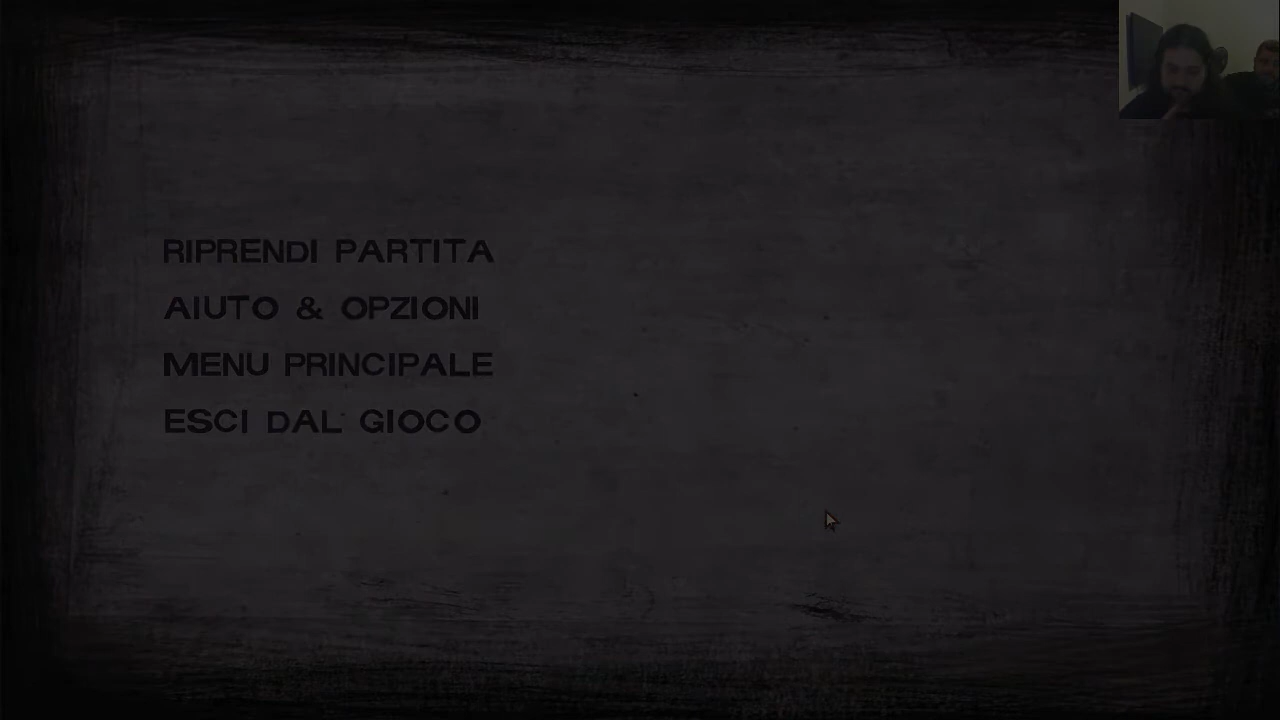 RIPRENDI PARTITA
AIUTO & OPZIONI
MENU PRINCIPALE
ESCI DAL GIOCO